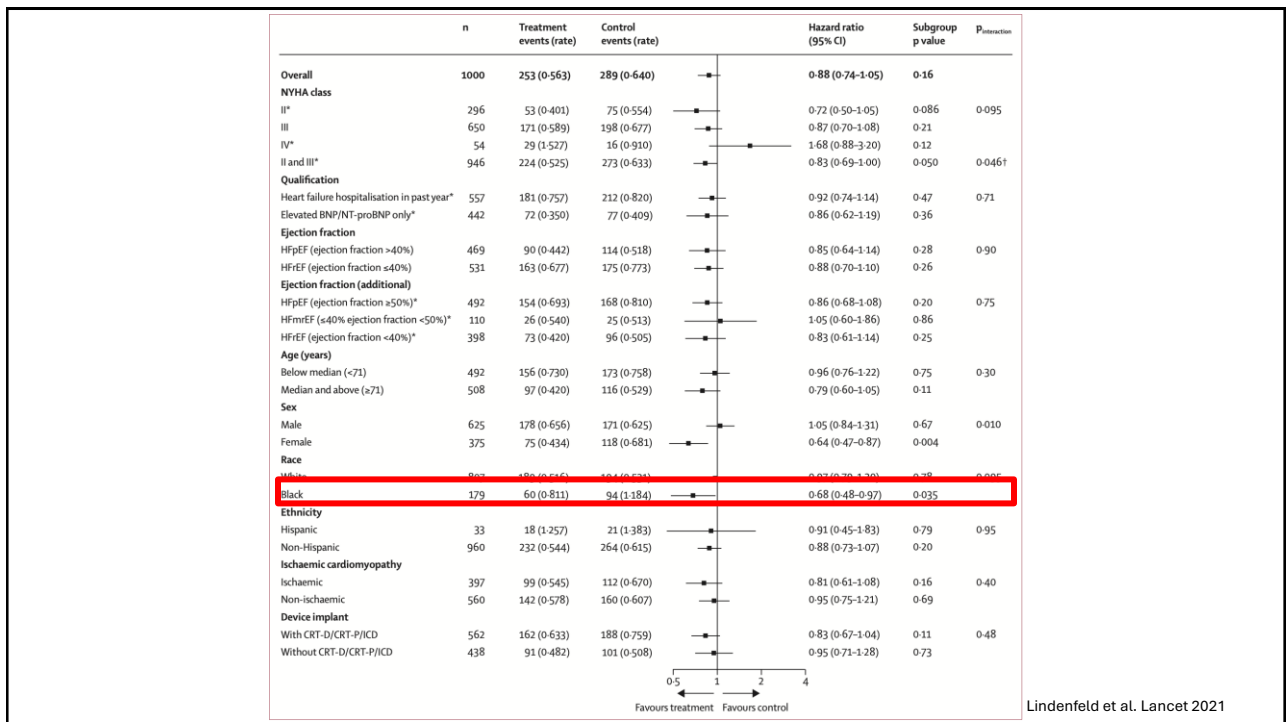 n Treatment events (rate) Control events (rate) Hazard ratio (95% CI) Subgroup p value Pinteraction
Overall 1000 253 (0·563) 289 (0·640) 0·88 (0·74–1·05) 0·16
NYHA class
II* 296 53 (0·401) 75 (0·554) 0·72 (0·50–1·05) 0·086 0·095
III 650 171 (0·589) 198 (0·677) 0·87 (0·70–1·08) 0·21
IV* 54 29 (1·527) 16 (0·910) 1·68 (0·88–3·20) 0·12
II and III* 946 224 (0·525) 273 (0·633) 0·83 (0·69–1·00) 0·050 0·046†
Qualification
Heart failure hospitalisation in past year* 557 181 (0·757) 212 (0·820) 0·92 (0·74–1·14) 0·47 0·71
Elevated BNP/NT-proBNP only* 442 72 (0·350) 77 (0·409) 0·86 (0·62–1·19) 0·36
Ejection fraction
HFpEF (ejection fraction >40%) 469 90 (0·442) 114 (0·518) 0·85 (0·64–1·14) 0·28 0·90
HFrEF (ejection fraction ≤40%) 531 163 (0·677) 175 (0·773) 0·88 (0·70–1·10) 0·26
Ejection fraction (additional)
HFpEF (ejection fraction ≥50%)* 492 154 (0·693) 168 (0·810) 0·86 (0·68–1·08) 0·20 0·75
HFmrEF (≤40% ejection fraction <50%)* 110 26 (0·540) 25 (0·513) 1·05 (0·60–1·86) 0·86
HFrEF (ejection fraction <40%)* 398 73 (0·420) 96 (0·505) 0·83 (0·61–1·14) 0·25
Age (years)
Below median (<71) 492 156 (0·730) 173 (0·758) 0·96 (0·76–1·22) 0·75 0·30
Median and above (≥71) 508 97 (0·420) 116 (0·529) 0·79 (0·60–1·05) 0·11
Sex
Male 625 178 (0·656) 171 (0·625) 1·05 (0·84–1·31) 0·67 0·010
Female 375 75 (0·434) 118 (0·681) 0·64 (0·47–0·87) 0·004
Race
White
Black 179 60 (0·811) 94 (1·184) 0·68 (0·48–0·97) 0·035
Ethnicity
Hispanic 33 18 (1·257) 21 (1·383) 0·91 (0·45–1·83) 0·79 0·95
Non-Hispanic 960 232 (0·544) 264 (0·615) 0·88 (0·73–1·07) 0·20
Ischaemic cardiomyopathy
Ischaemic 397 99 (0·545) 112 (0·670) 0·81 (0·61–1·08) 0·16 0·40
Non-ischaemic 560 142 (0·578) 160 (0·607) 0·95 (0·75–1·21) 0·69
Device implant
With CRT-D/CRT-P/ICD 562 162 (0·633) 188 (0·759) 0·83 (0·67–1·04) 0·11 0·48
Without CRT-D/CRT-P/ICD 438 91 (0·482) 101 (0·508) 0·95 (0·71–1·28) 0·73
0·5 1 2 4
Favours treatment Favours control
Lindenfeld et al. Lancet 2021